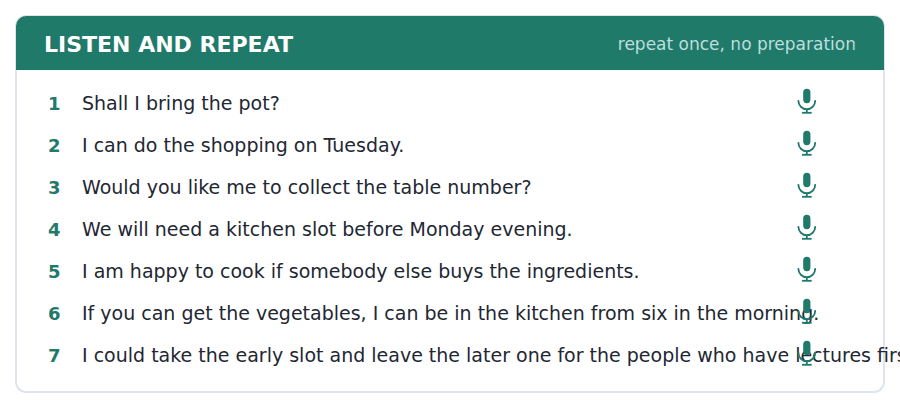 LISTEN AND REPEAT
repeat once, no preparation
1 Shall I bring the pot?
2 I can do the shopping on Tuesday.
3 Would you like me to collect the table number?
4 We will need a kitchen slot before Monday evening.
5 I am happy to cook if somebody else buys the ingredients.
6 If you can get the vegetables, I can be in the kitchen from six in the morning.
7 I could take the early slot and leave the later one for the people who have lectures